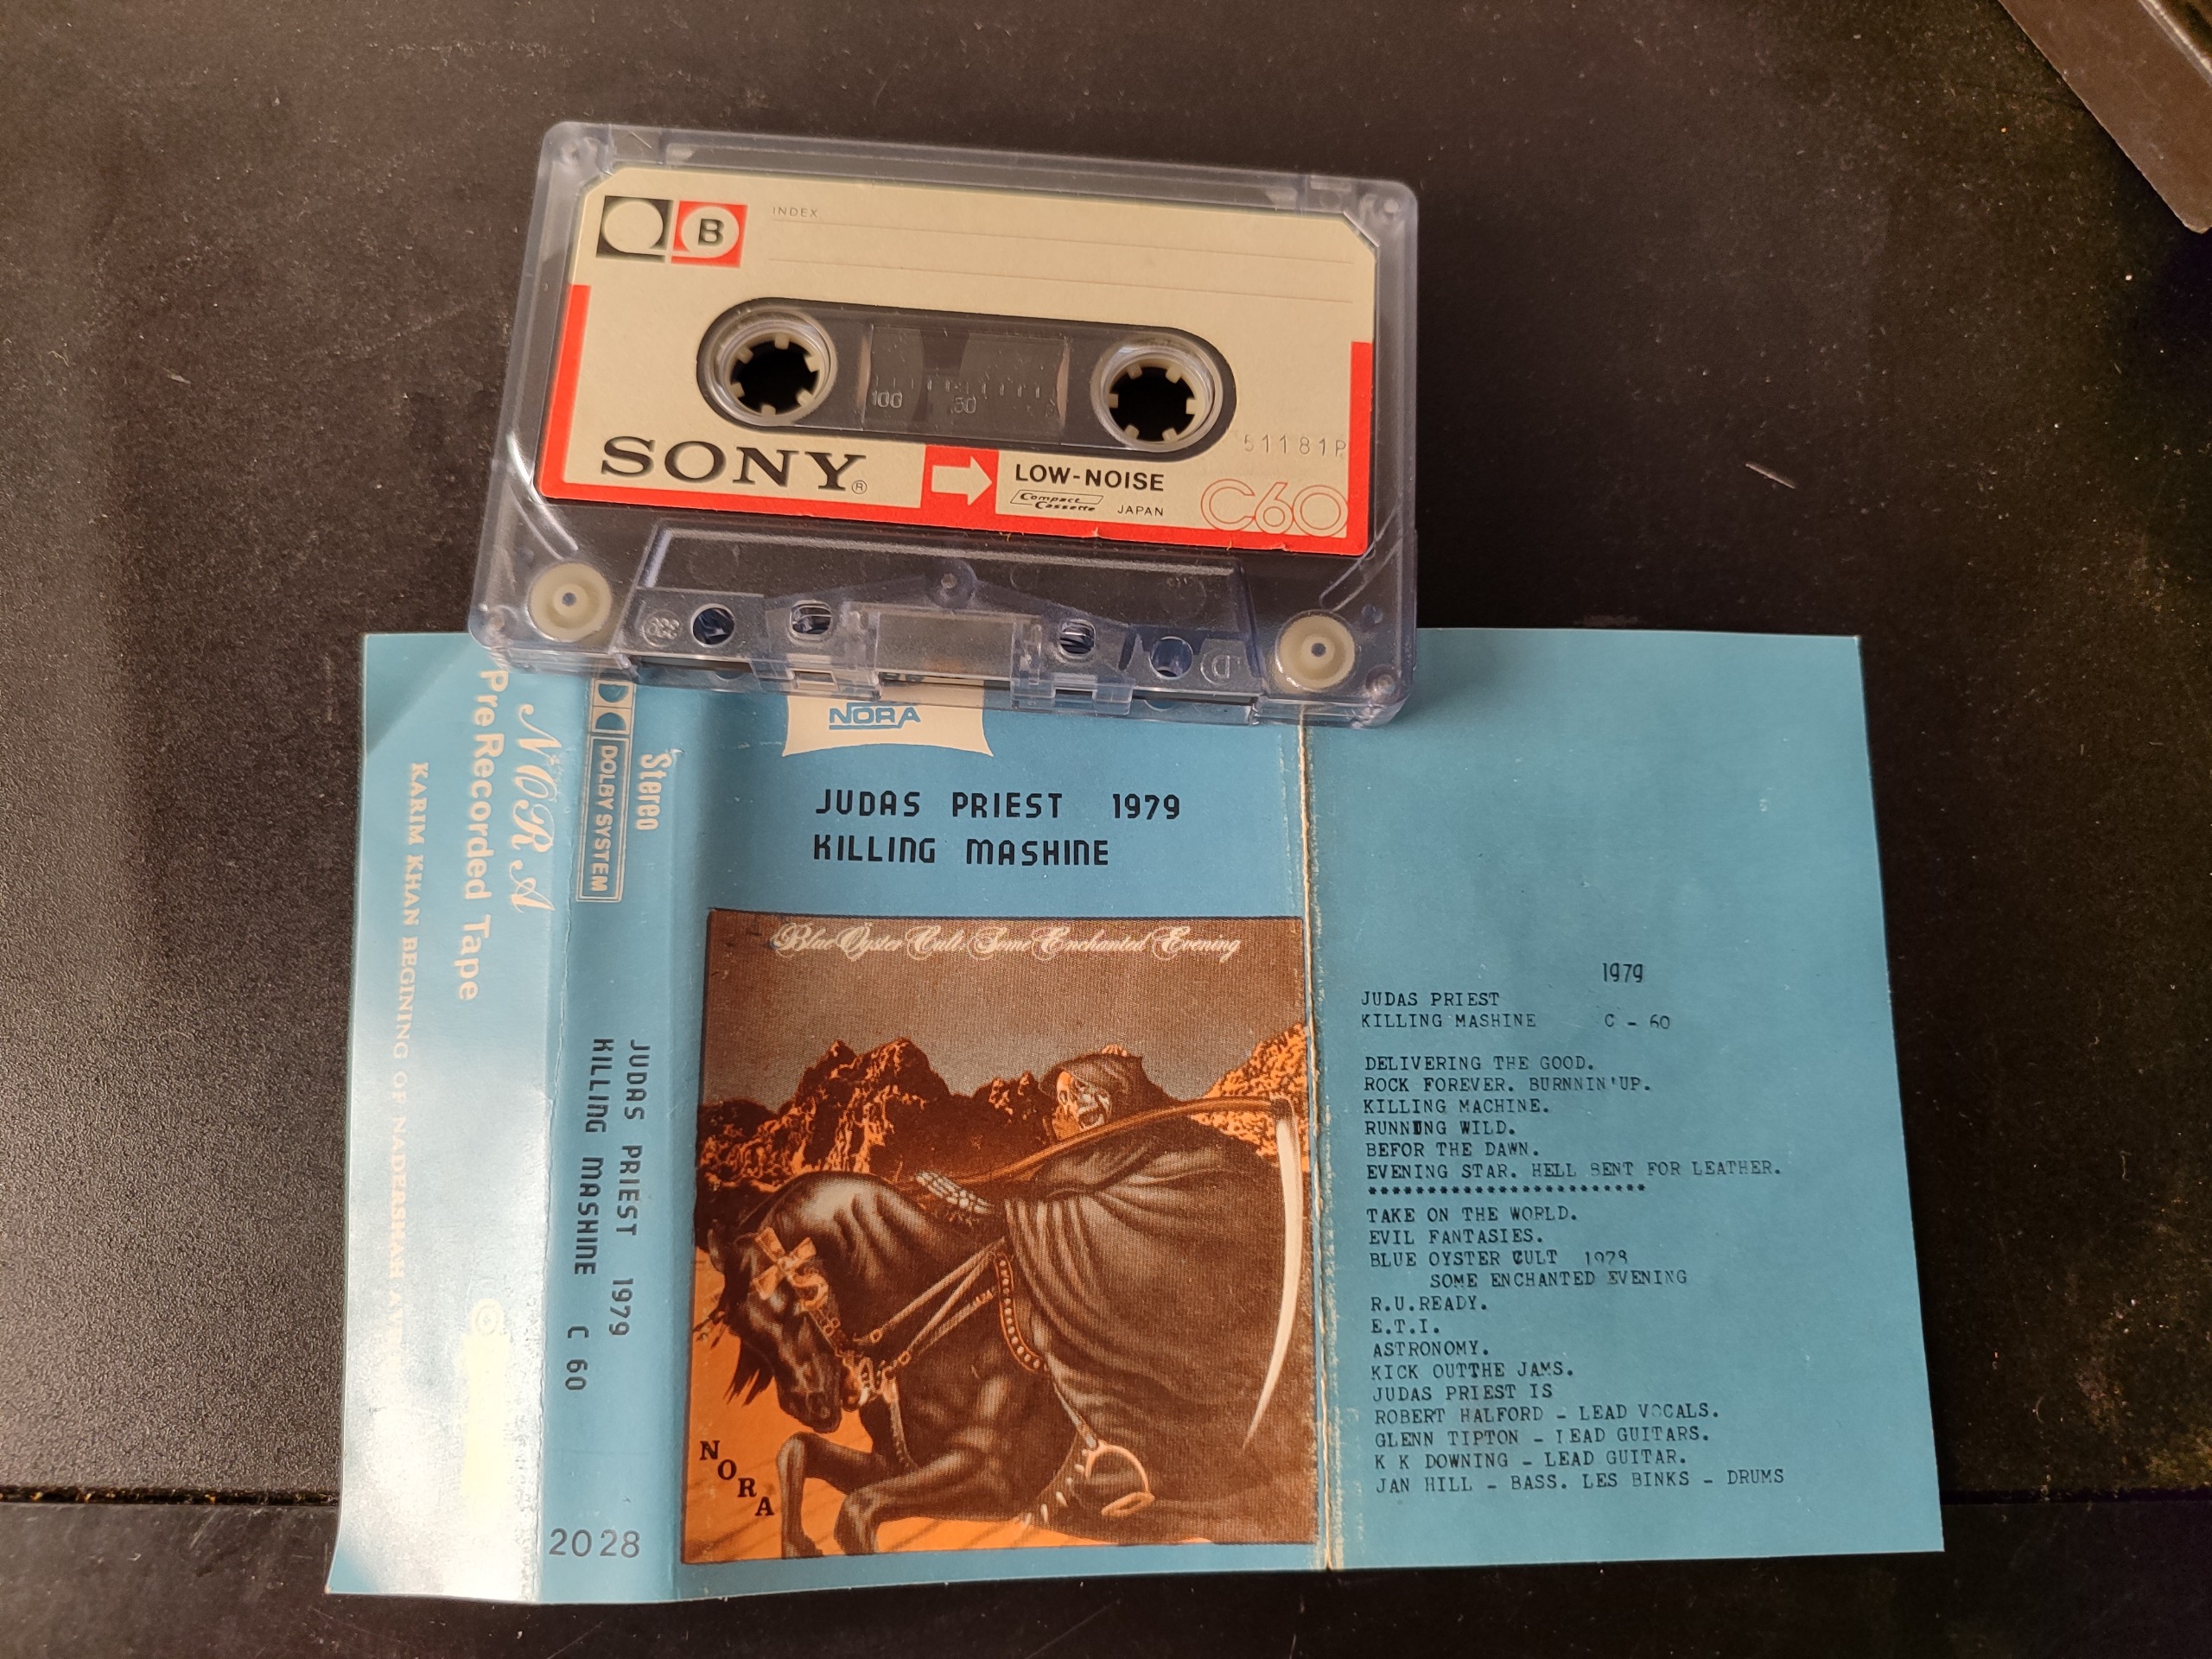 B
INDEX
100 50
51181P
SONY®
LOW-NOISE
Compact
Cassette
JAPAN
C60
NORA
Pre Recorded Tape
KARIM KHAN BEGINING OF NADERSHAH AVE
©
Stereo
DOLBY SYSTEM
JUDAS PRIEST 1979
KILLING MASHINE C 60
2028
NORA
JUDAS PRIEST 1979
KILLING MASHINE
Blue Oyster Cult. Some Enchanted Evening
NORA
1979
JUDAS PRIEST
KILLING MASHINE C - 60
DELIVERING THE GOOD.
ROCK FOREVER. BURNNIN'UP.
KILLING MACHINE.
RUNNING WILD.
BEFOR THE DAWN.
EVENING STAR. HELL SENT FOR LEATHER.
************************
TAKE ON THE WORLD.
EVIL FANTASIES.
BLUE OYSTER CULT 1978
SOME ENCHANTED EVENING
R.U.READY.
E.T.I.
ASTRONOMY.
KICK OUTTHE JAMS.
JUDAS PRIEST IS
ROBERT HALFORD - LEAD VOCALS.
GLENN TIPTON - LEAD GUITARS.
K K DOWNING - LEAD GUITAR.
JAN HILL - BASS. LES BINKS - DRUMS